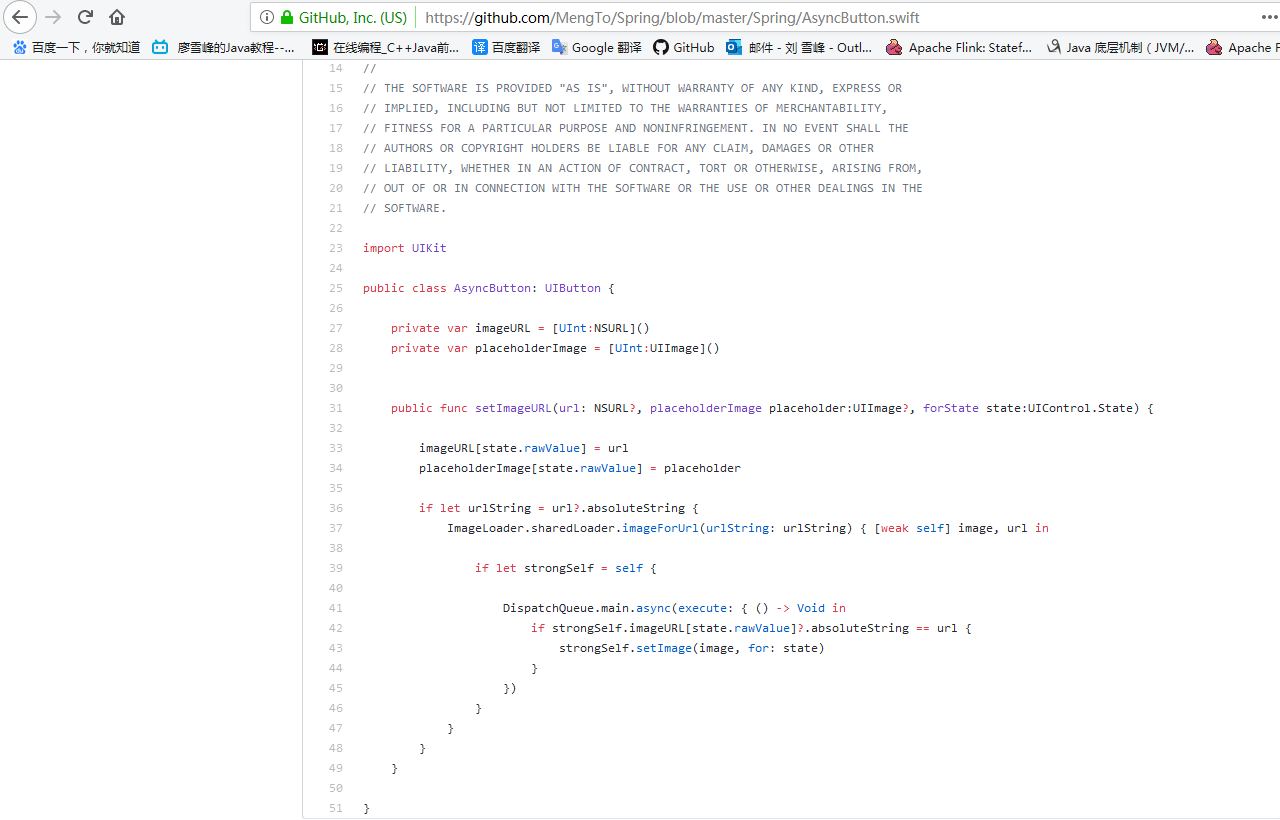 GitHub, Inc. (US) https://github.com/MengTo/Spring/blob/master/Spring/AsyncButton.swift
百度一下，你就知道 廖雪峰的Java教程--... 在线编程_C++Java前... 百度翻译 Google 翻译 GitHub 邮件 - 刘 雪峰 - Outl... Apache Flink: Statef... Java 底层机制 ( JVM/... Apache F
14 //
15 // THE SOFTWARE IS PROVIDED "AS IS", WITHOUT WARRANTY OF ANY KIND, EXPRESS OR
16 // IMPLIED, INCLUDING BUT NOT LIMITED TO THE WARRANTIES OF MERCHANTABILITY,
17 // FITNESS FOR A PARTICULAR PURPOSE AND NONINFRINGEMENT. IN NO EVENT SHALL THE
18 // AUTHORS OR COPYRIGHT HOLDERS BE LIABLE FOR ANY CLAIM, DAMAGES OR OTHER
19 // LIABILITY, WHETHER IN AN ACTION OF CONTRACT, TORT OR OTHERWISE, ARISING FROM,
20 // OUT OF OR IN CONNECTION WITH THE SOFTWARE OR THE USE OR OTHER DEALINGS IN THE
21 // SOFTWARE.
22
23 import UIKit
24
25 public class AsyncButton: UIButton {
26
27     private var imageURL = [UInt:NSURL]()
28     private var placeholderImage = [UInt:UIImage]()
29
30
31     public func setImageURL(url: NSURL?, placeholderImage placeholder:UIImage?, forState state:UIControl.State) {
32
33         imageURL[state.rawValue] = url
34         placeholderImage[state.rawValue] = placeholder
35
36         if let urlString = url?.absoluteString {
37             ImageLoader.sharedLoader.imageForUrl(urlString: urlString) { [weak self] image, url in
38
39                 if let strongSelf = self {
40
41                     DispatchQueue.main.async(execute: { () -> Void in
42                         if strongSelf.imageURL[state.rawValue]?.absoluteString == url {
43                             strongSelf.setImage(image, for: state)
44                         }
45                     })
46                 }
47             }
48         }
49     }
50
51 }